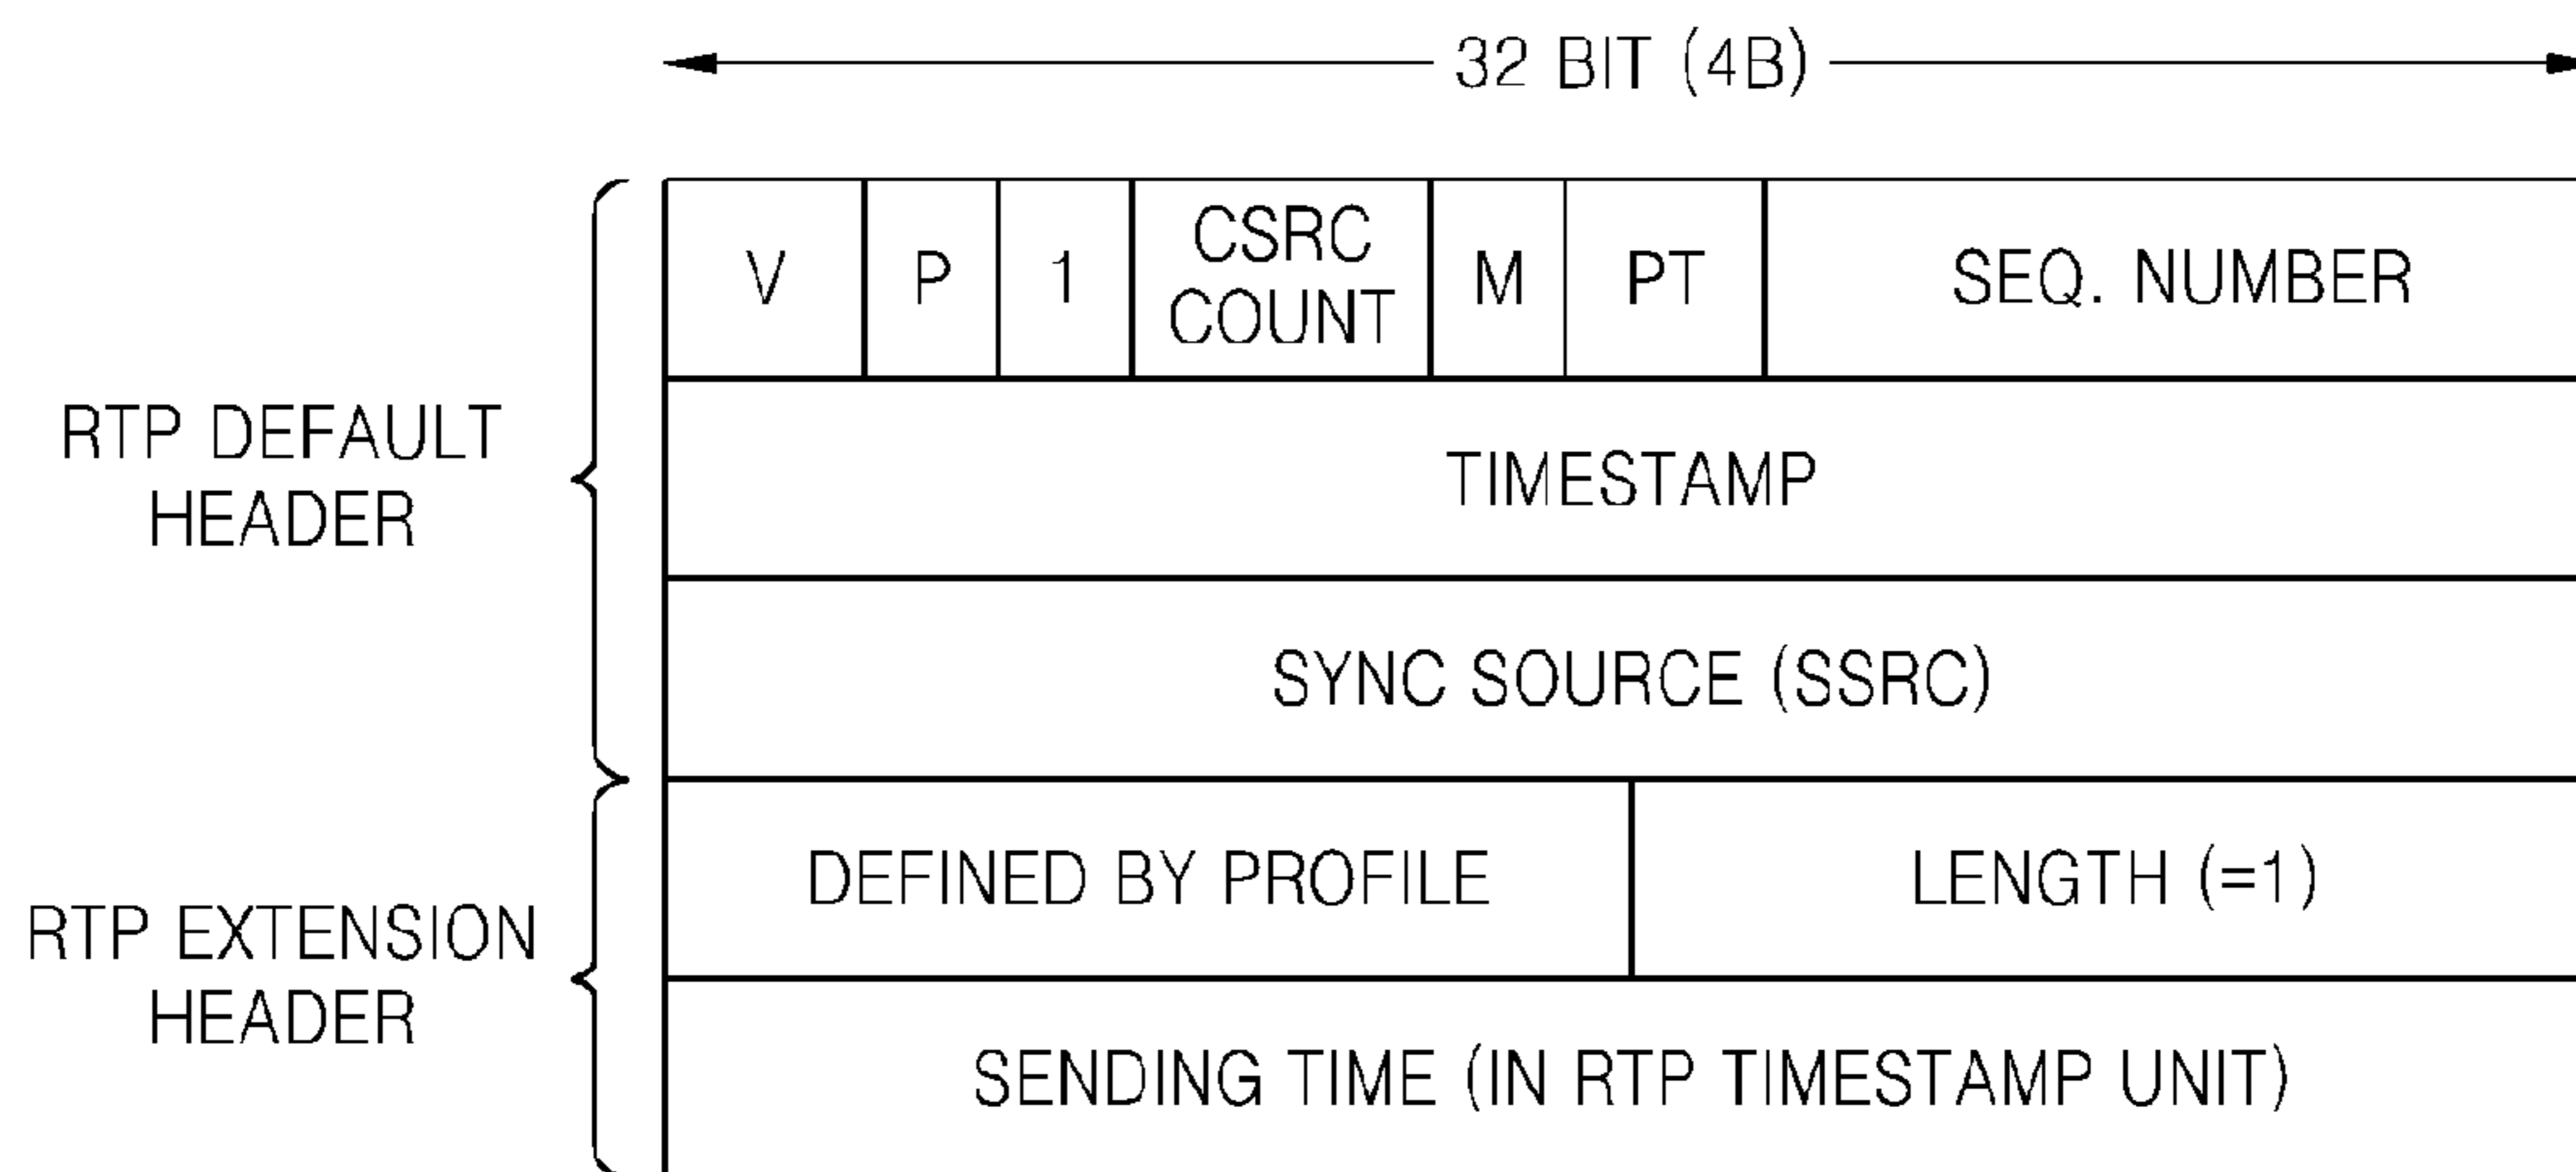 32 BIT (4B)
V P 1 CSRC COUNT M PT SEQ. NUMBER
RTP DEFAULT
HEADER
TIMESTAMP
SYNC SOURCE (SSRC)
DEFINED BY PROFILE LENGTH (=1)
RTP EXTENSION
HEADER
SENDING TIME (IN RTP TIMESTAMP UNIT)